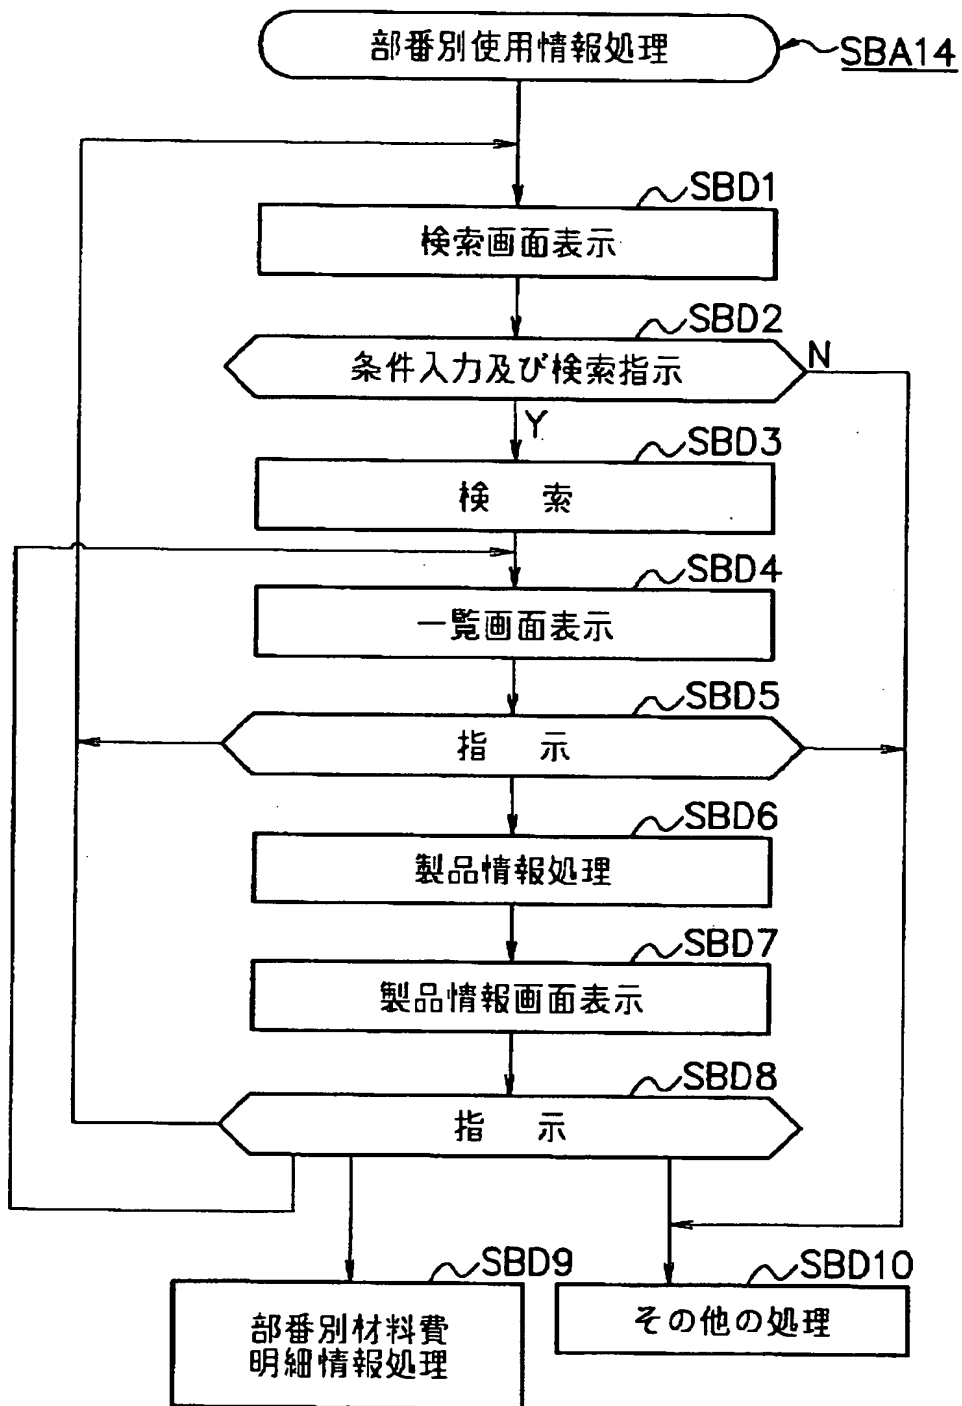 部番別使用情報処理
SBA14
SBD1
検索画面表示
SBD2
条件入力及び検索指示
N
Y
SBD3
検 索
SBD4
一覧画面表示
SBD5
指 示
SBD6
製品情報処理
SBD7
製品情報画面表示
SBD8
指 示
SBD9
部番別材料費
明細情報処理
SBD10
その他の処理